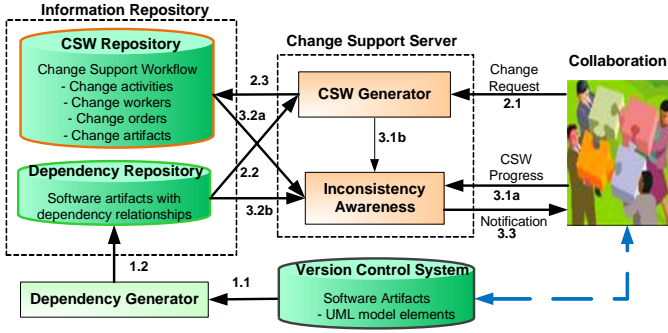 Information Repository
CSW Repository
Change Support Workflow
- Change activities
- Change workers
- Change orders
- Change artifacts
Dependency Repository
Software artifacts with
dependency relationships
Change Support Server
CSW Generator
Inconsistency
Awareness
Collaboration
2.3
3.2a
2.2
3.2b
3.1b
Change
Request
2.1
CSW
Progress
3.1a
Notification
3.3
1.2
Dependency Generator
1.1
Version Control System
Software Artifacts
- UML model elements